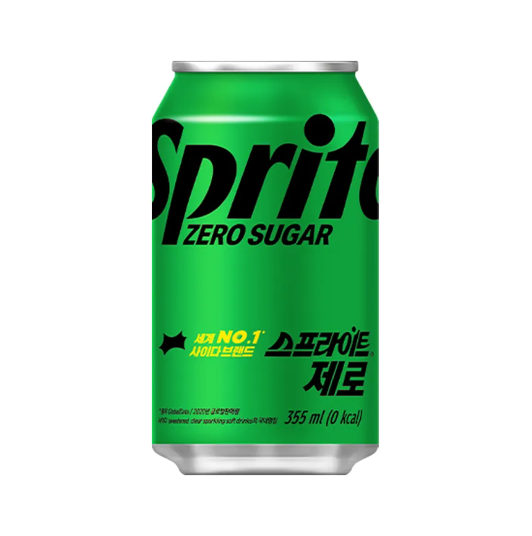 Sprite
ZERO SUGAR
세계 NO.1*
사이다 브랜드
스프라이트
제로
355 ml (0 kcal)